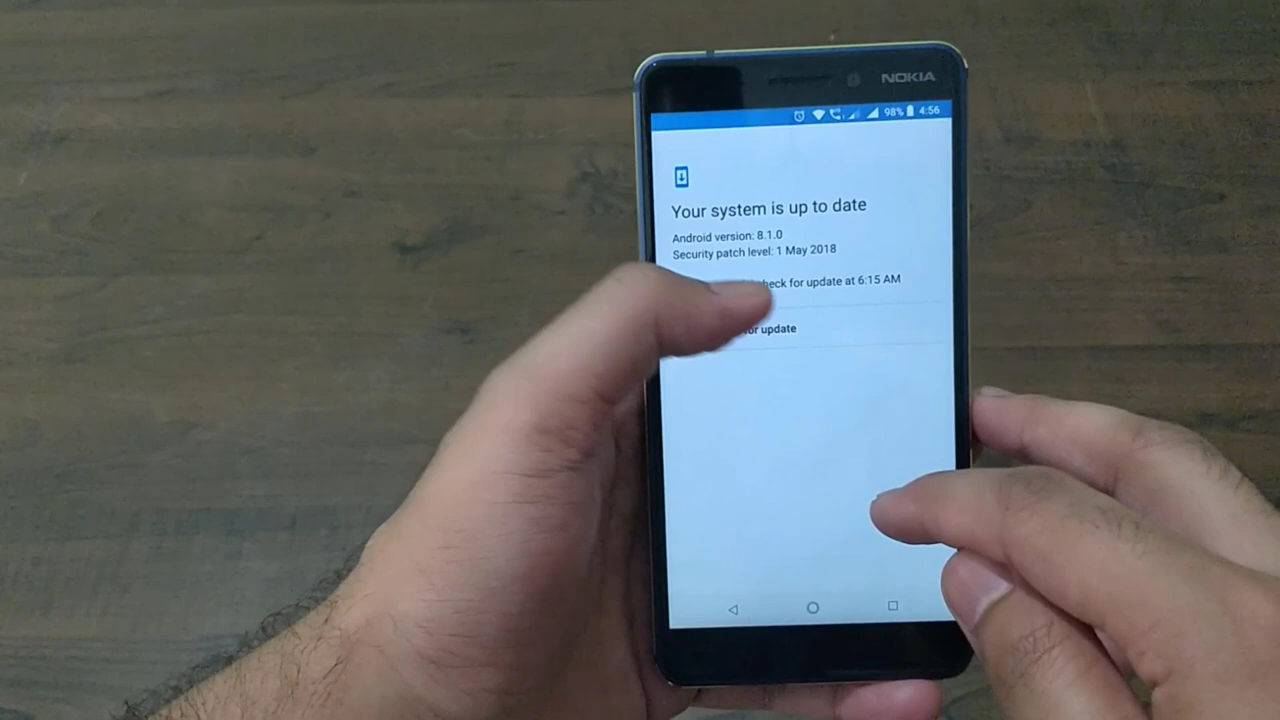 NOKIA
98% 4:56
Your system is up to date
Android version: 8.1.0
Security patch level: 1 May 2018
check for update at 6:15 AM
for update